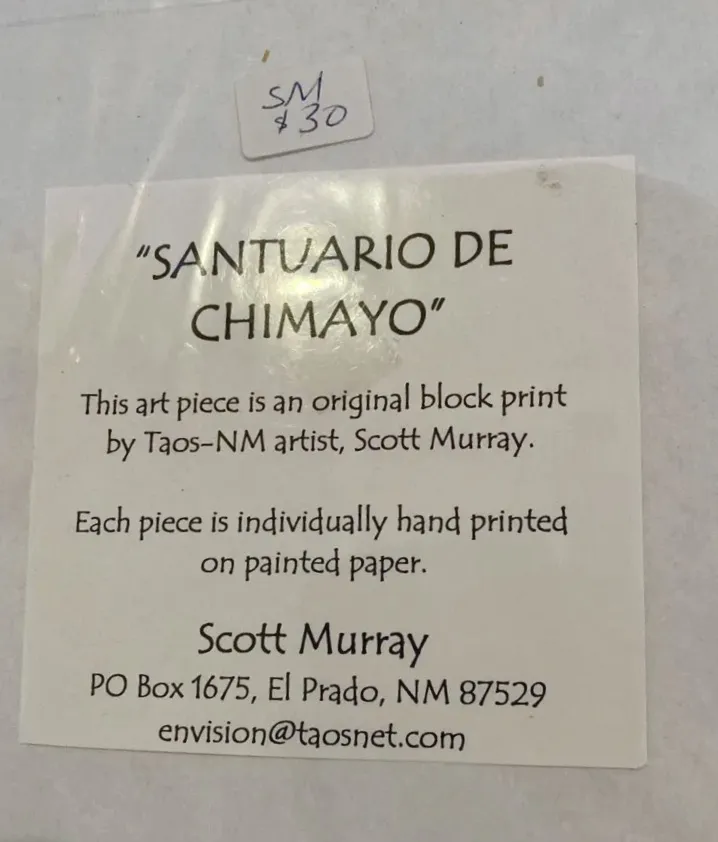 SM
$30
"SANTUARIO DE
CHIMAYO"
This art piece is an original block print
by Taos-NM artist, Scott Murray.
Each piece is individually hand printed
on painted paper.
Scott Murray
PO Box 1675, El Prado, NM 87529
envision@taosnet.com